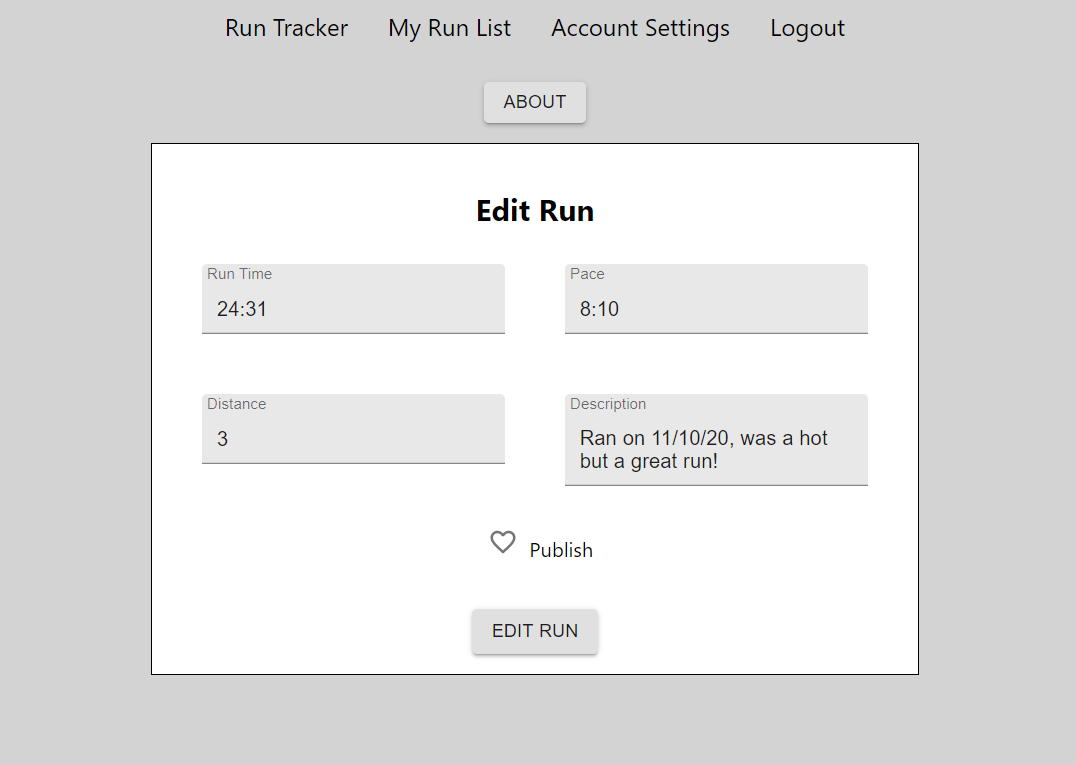 Run Tracker My Run List Account Settings Logout
ABOUT
Edit Run
Run Time
24:31
Pace
8:10
Distance
3
Description
Ran on 11/10/20, was a hot
but a great run!
Publish
EDIT RUN